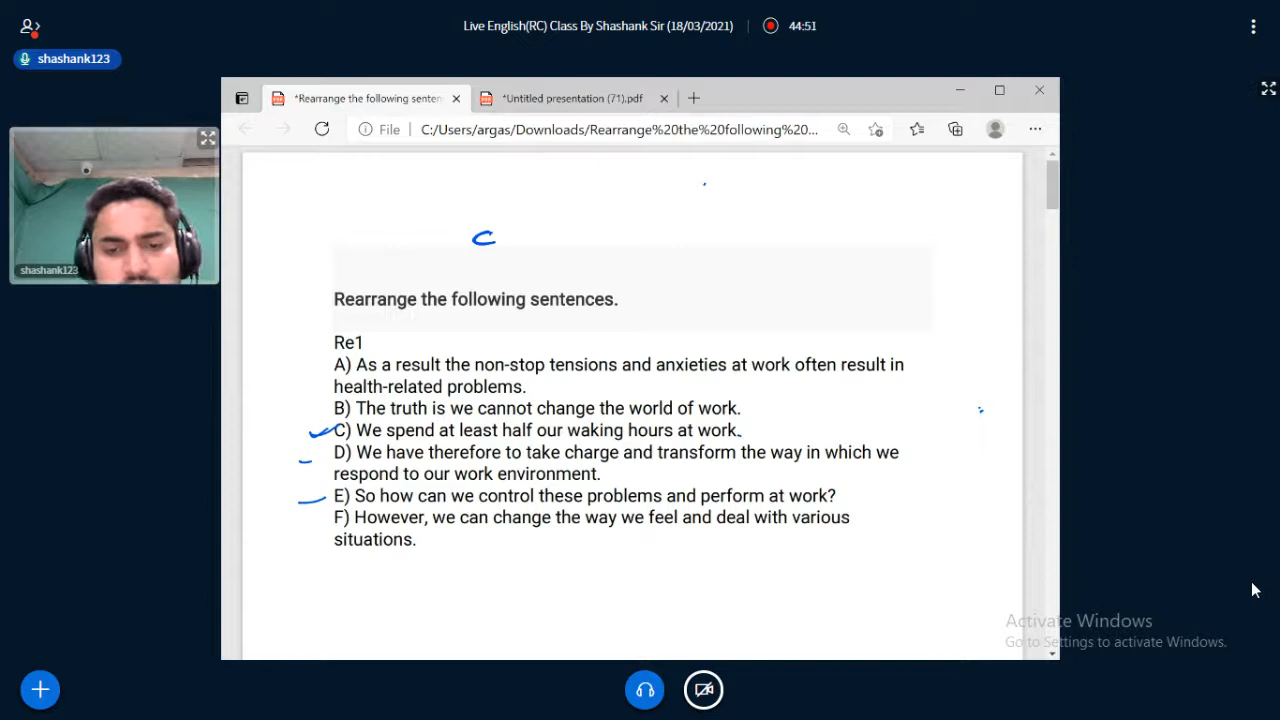 Live English(RC) Class By Shashank Sir (18/03/2021) 44:51
shashank123
*Rearrange the following senten *Untitled presentation (71).pdf
File C:/Users/argas/Downloads/Rearrange%20the%20following%20...
shashank123
C
Rearrange the following sentences.
Re1
A) As a result the non-stop tensions and anxieties at work often result in
health-related problems.
B) The truth is we cannot change the world of work.
C) We spend at least half our waking hours at work.
D) We have therefore to take charge and transform the way in which we
respond to our work environment.
E) So how can we control these problems and perform at work?
F) However, we can change the way we feel and deal with various
situations.
Activate Windows
Go to Settings to activate Windows.